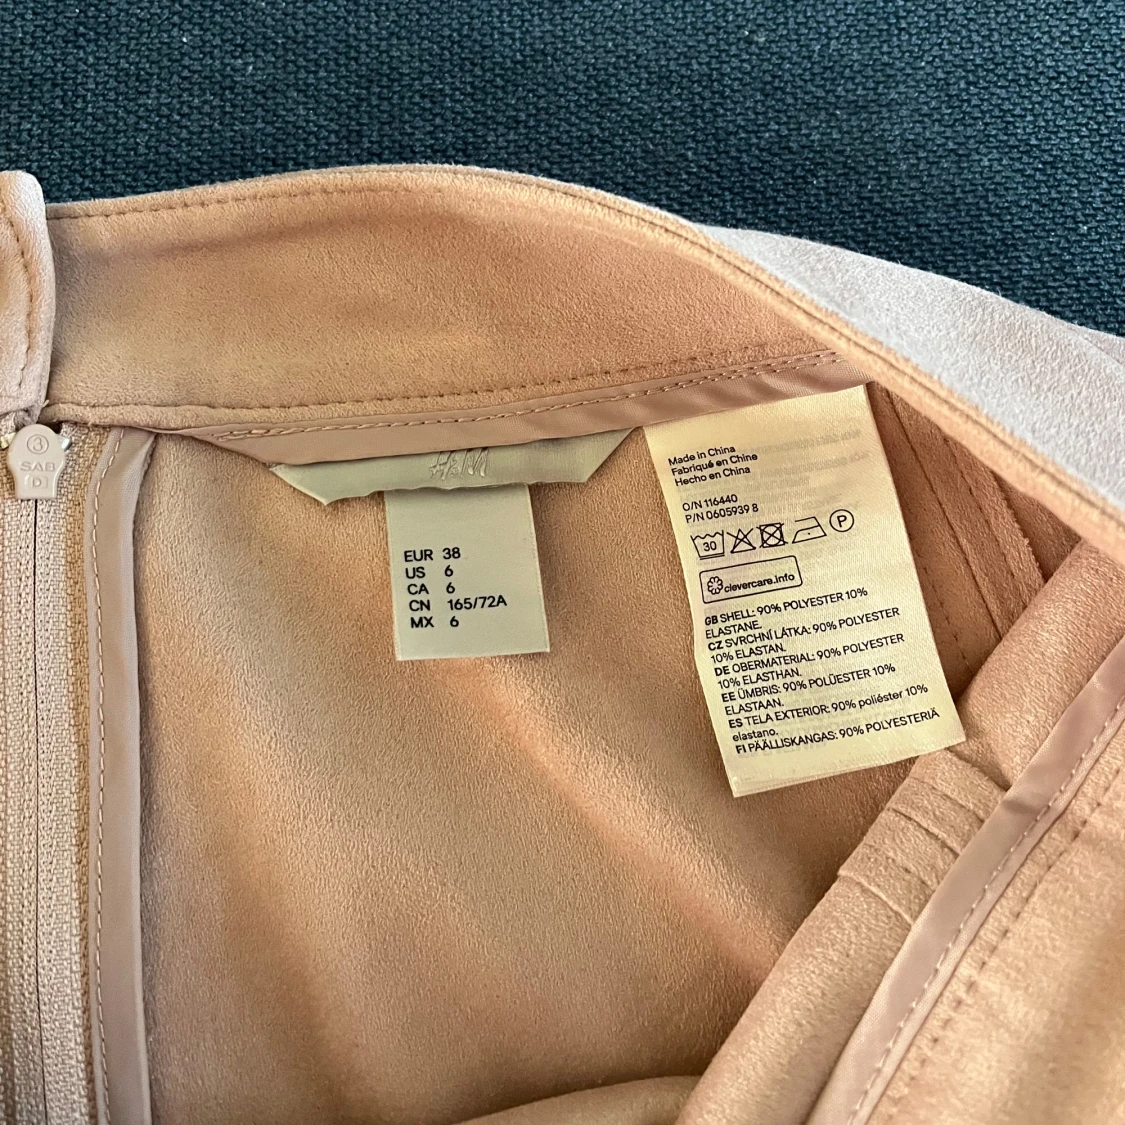 H&M
3
SAB
"D"
EUR 38
US 6
CA 6
CN 165/72A
MX 6
Made in China
Fabriqué en Chine
Hecho en China
O/N 116440
P/N 0605939 8
30
P
clevercare.info
GB SHELL: 90% POLYESTER 10%
ELASTANE.
CZ SVRCHNÍ LÁTKA: 90% POLYESTER
10% ELASTAN.
DE OBERMATERIAL: 90% POLYESTER
10% ELASTHAN.
EE ÜMBRIS: 90% POLÜESTER 10%
ELASTAAN.
ES TELA EXTERIOR: 90% poliéster 10%
elastano.
FI PÄÄLLISKANGAS: 90% POLYESTERIÄ